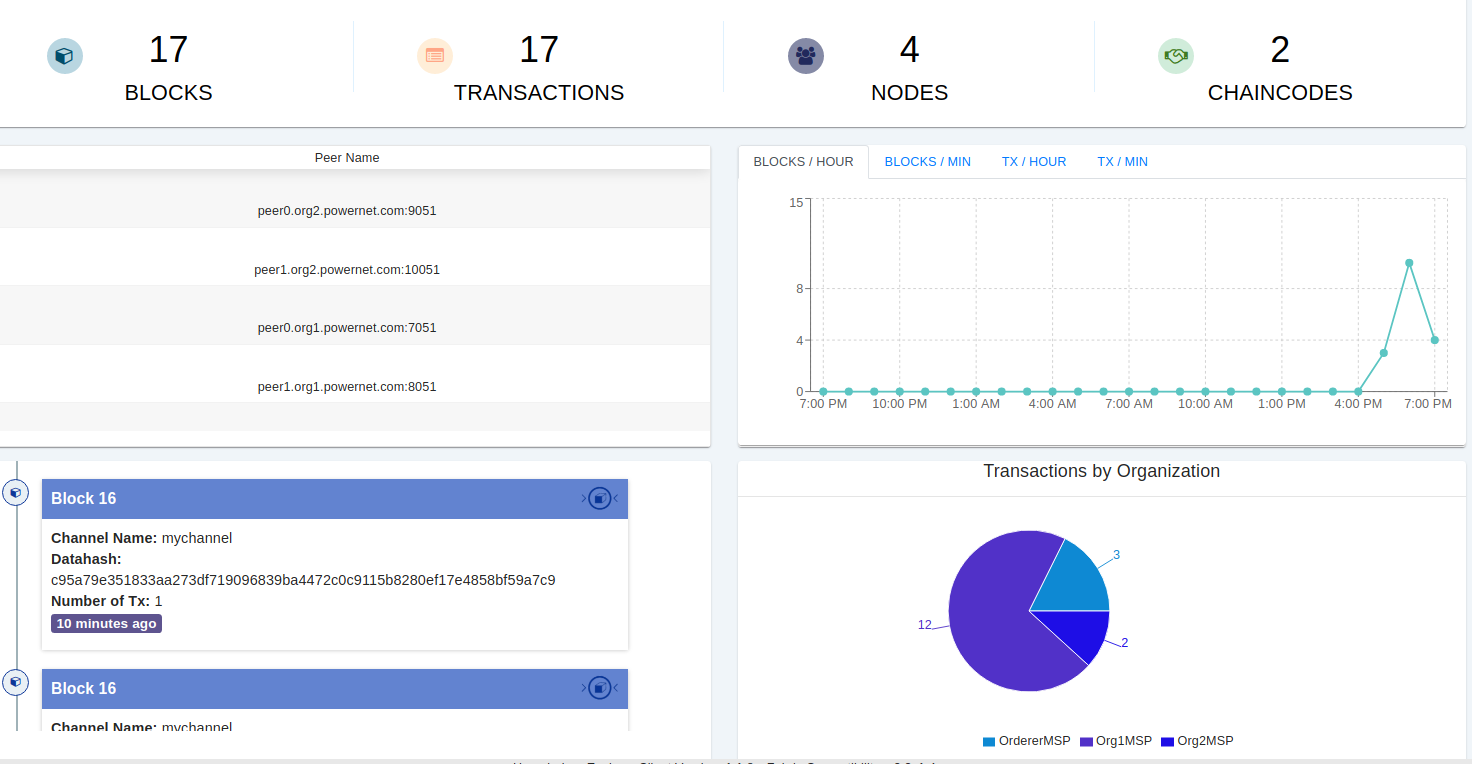 17
BLOCKS
17
TRANSACTIONS
4
NODES
2
CHAINCODES
Peer Name
peer0.org2.powernet.com:9051
peer1.org2.powernet.com:10051
peer0.org1.powernet.com:7051
peer1.org1.powernet.com:8051
BLOCKS / HOUR BLOCKS / MIN TX / HOUR TX / MIN
15
8
4
0
7:00 PM 10:00 PM 1:00 AM 4:00 AM 7:00 AM 10:00 AM 1:00 PM 4:00 PM 7:00 PM
Block 16
Channel Name: mychannel
Datahash:
c95a79e351833aa273df719096839ba4472c0c9115b8280ef17e4858bf59a7c9
Number of Tx: 1
10 minutes ago
Block 16
Channel Name: mychannel
Transactions by Organization
3
12
2
OrdererMSP Org1MSP Org2MSP